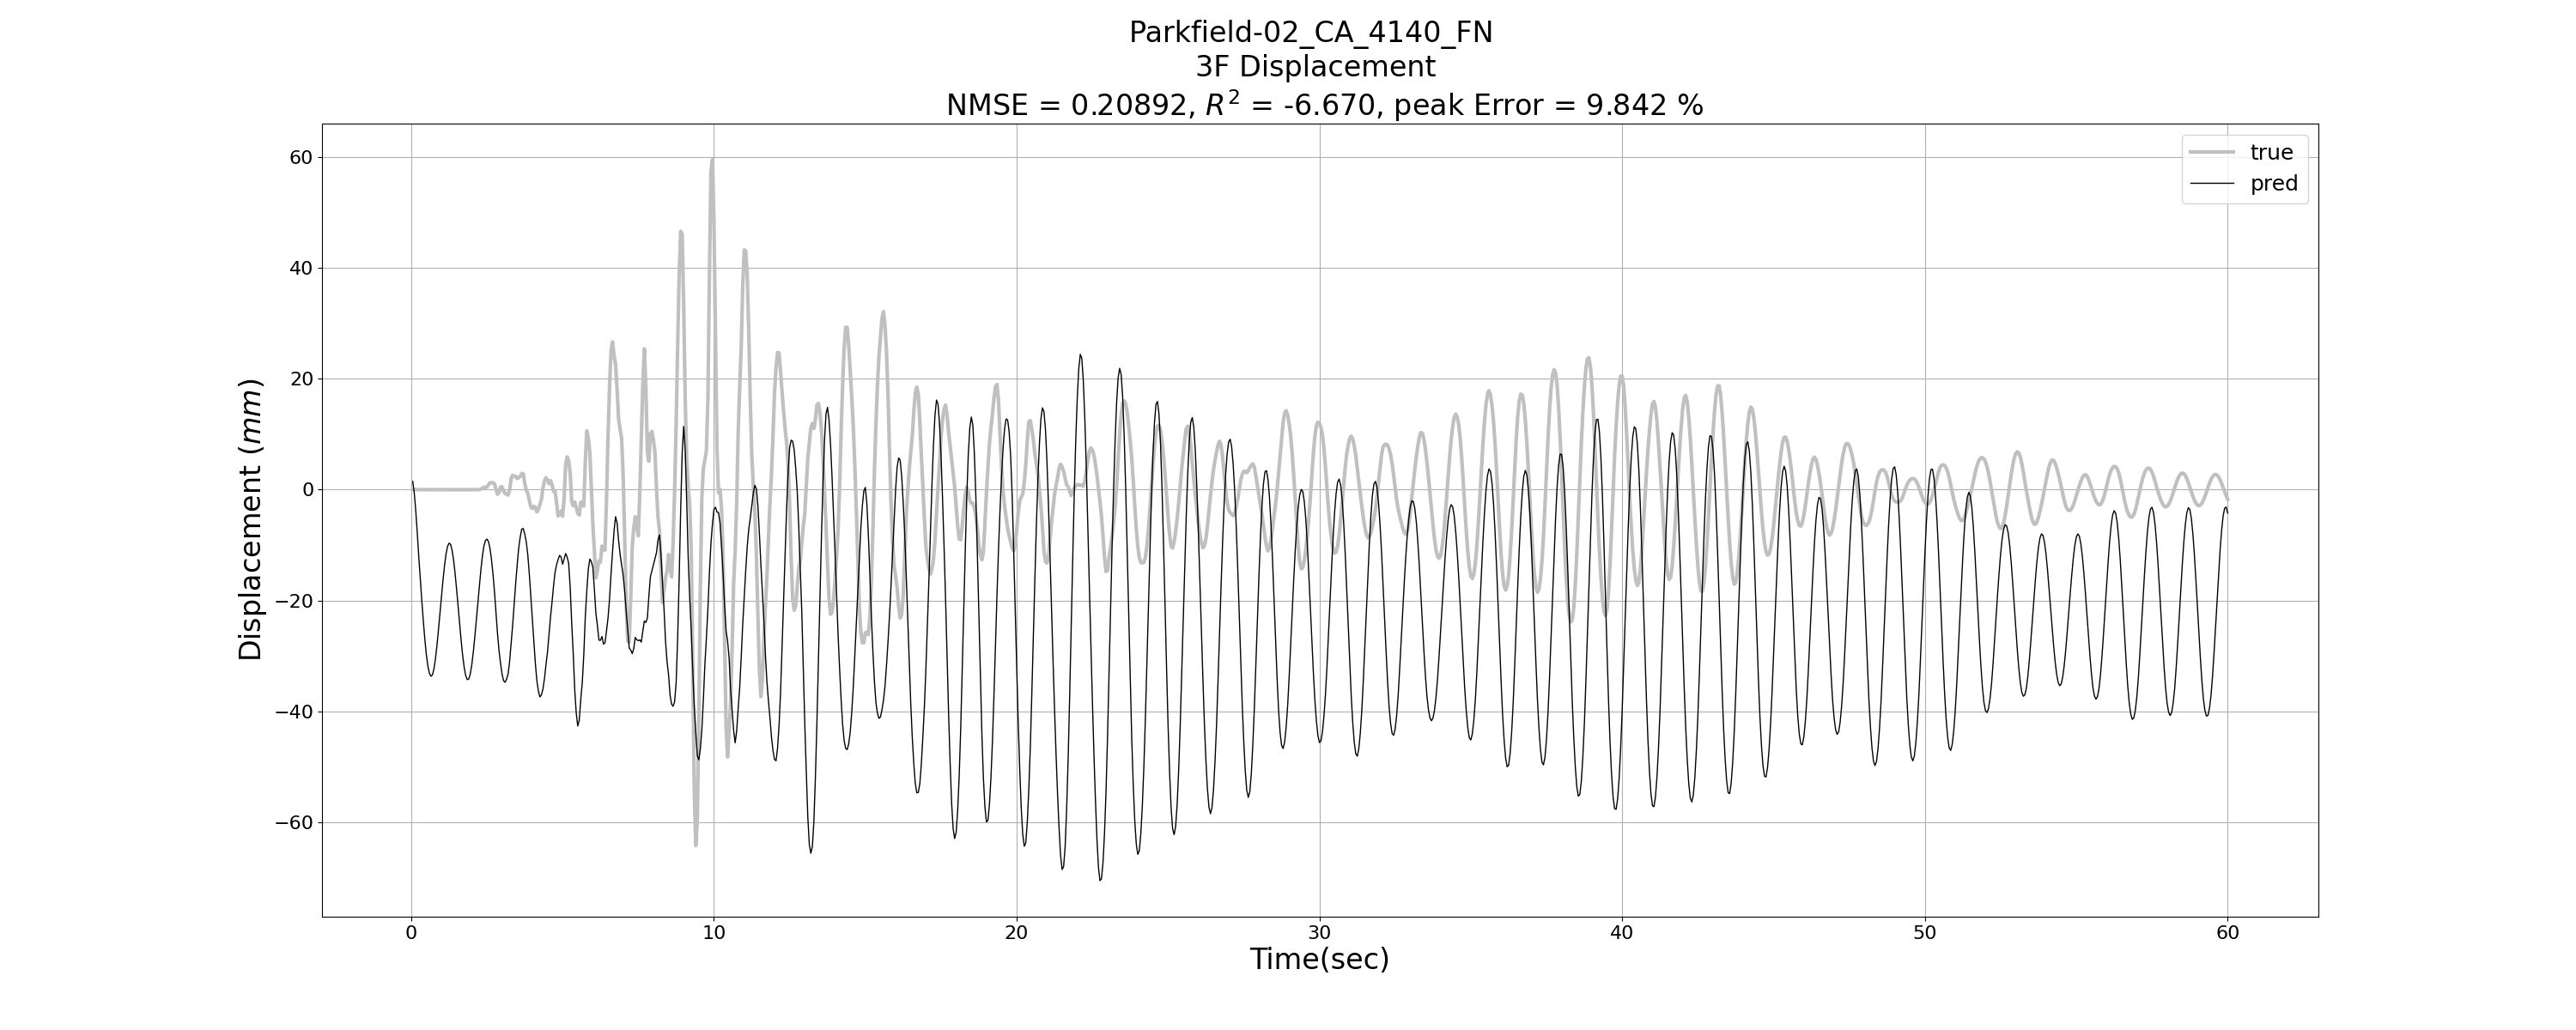 Parkfield-02_CA_4140_FN
3F Displacement
NMSE = 0.20892, R² = -6.670, peak Error = 9.842 %
true
pred
60
40
20
0
−20
−40
−60
Displacement (mm)
0 10 20 30 40 50 60
Time(sec)